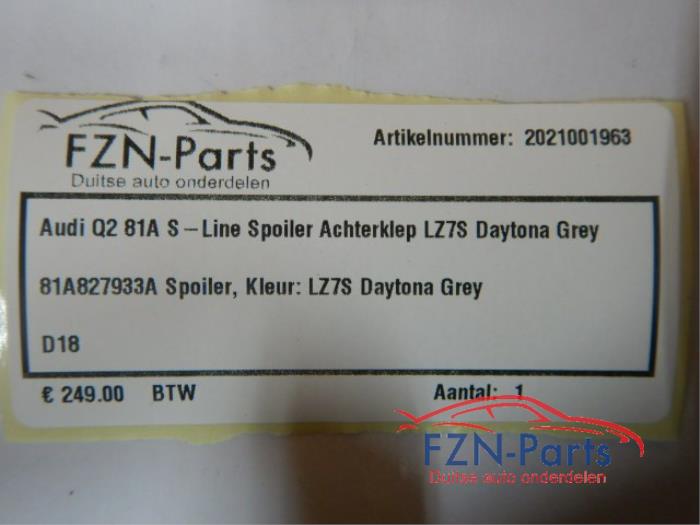 FZN-Parts
Duitse auto onderdelen
Artikelnummer: 2021001963
Audi Q2 81A S-Line Spoiler Achterklep LZ7S Daytona Grey
81A827933A Spoiler, Kleur: LZ7S Daytona Grey
D18
€ 249.00 BTW Aantal: 1
FZN-Parts
Duitse auto onderdelen